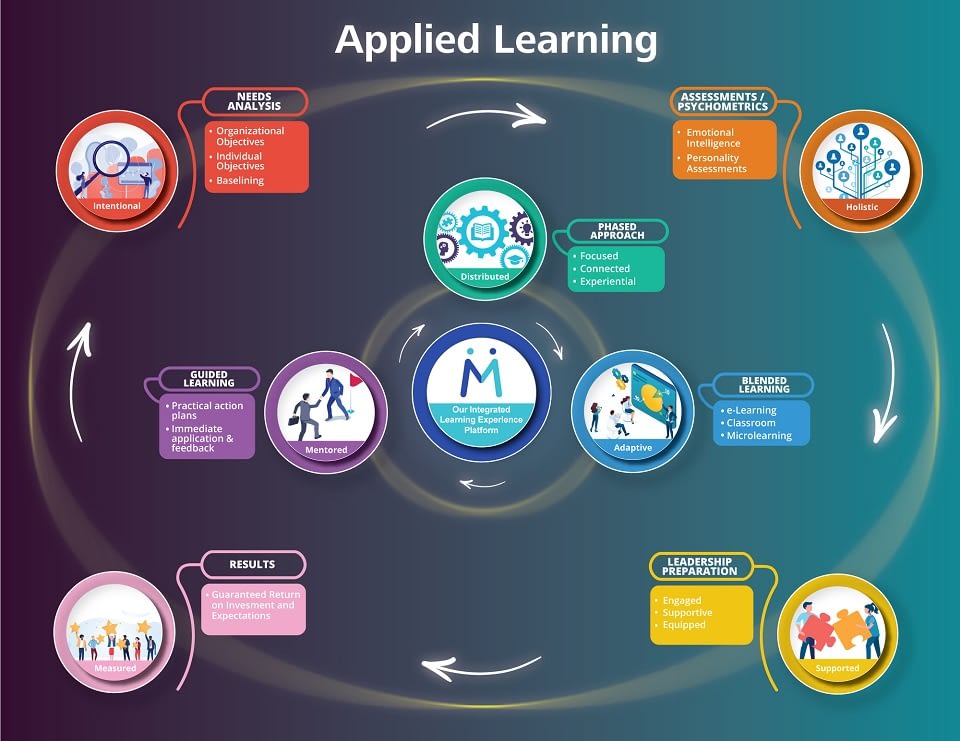 Applied Learning
NEEDS
ANALYSIS
• Organizational
Objectives
• Individual
Objectives
• Baselining
Intentional
ASSESSMENTS /
PSYCHOMETRICS
• Emotional
Intelligence
• Personality
Assessments
Holistic
Distributed
PHASED
APPROACH
• Focused
• Connected
• Experiential
GUIDED
LEARNING
• Practical action
plans
• Immediate
application &
feedback
Mentored
Our Integrated
Learning Experience
Platform
Adaptive
BLENDED
LEARNING
• e-Learning
• Classroom
• Microlearning
RESULTS
• Guaranteed Return
on Invesment and
Expectations
Measured
LEADERSHIP
PREPARATION
• Engaged
• Supportive
• Equipped
Supported